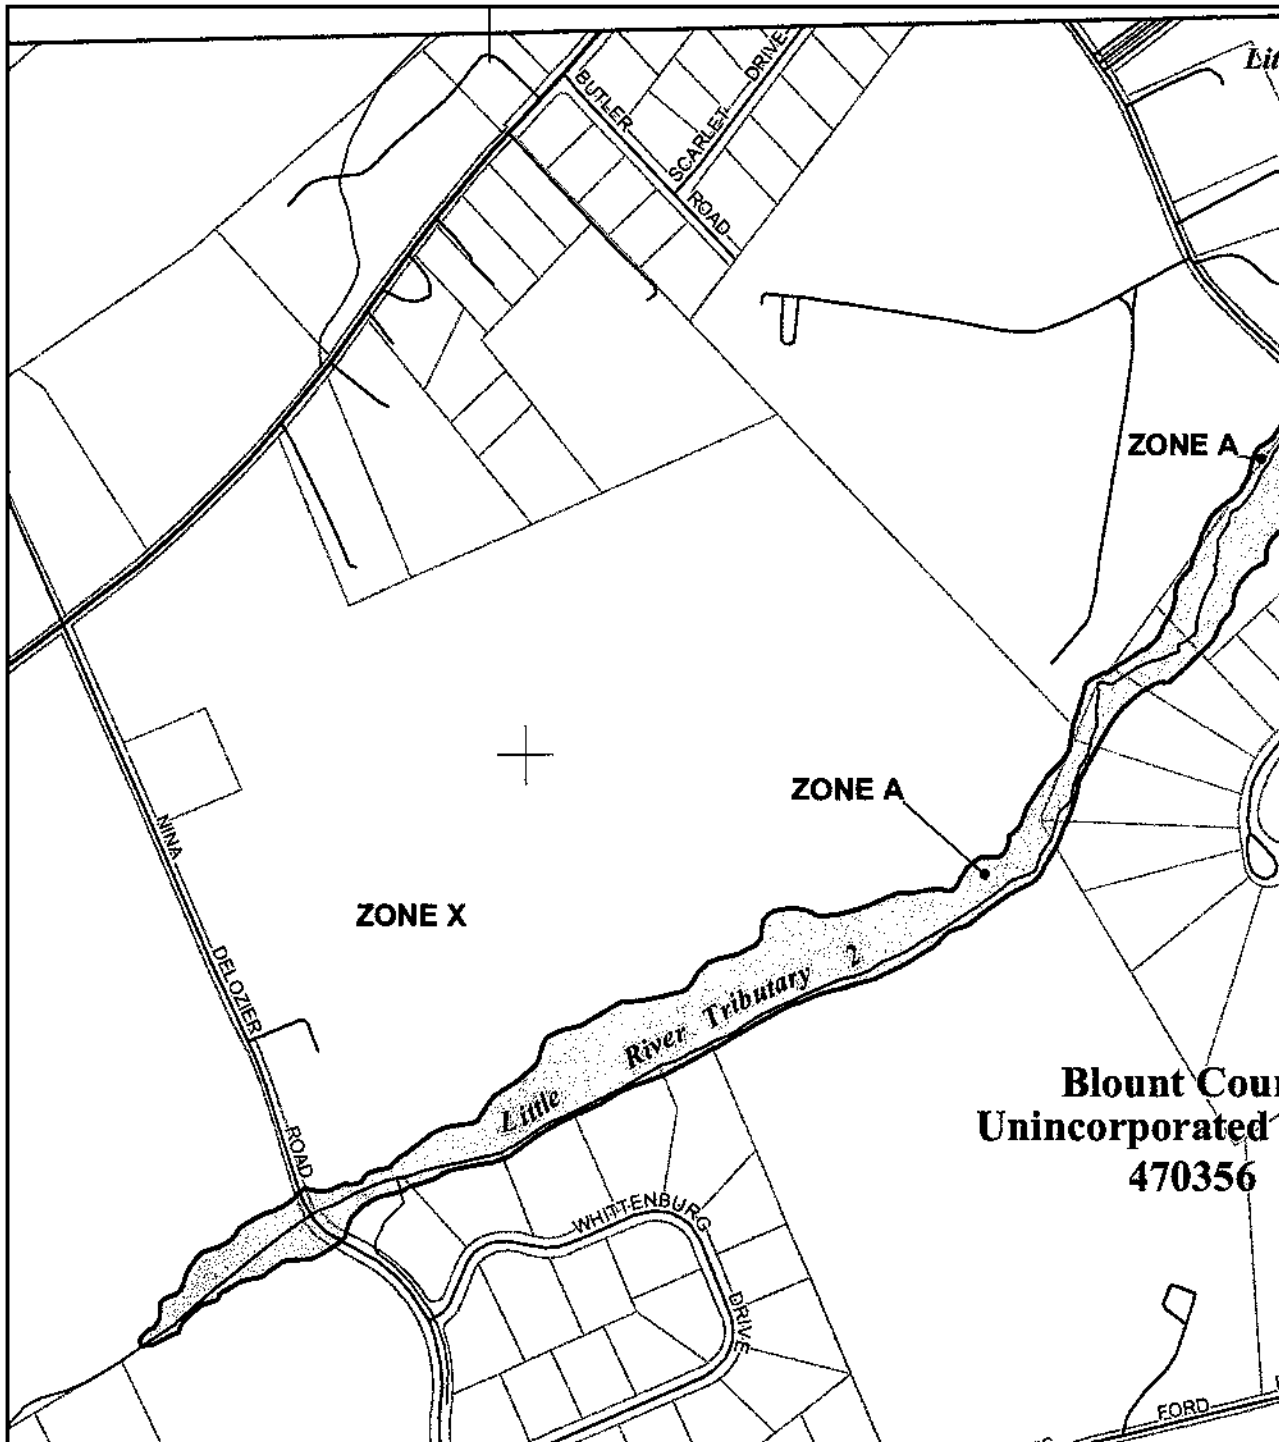 BUTLER
ROAD
SCARLET
DRIVE
Lit
ZONE A
ZONE A
NINA
DELOZIER
ROAD
ZONE X
Little River Tributary 2
Blount Cour
Unincorporated
470356
WHITTENBURG
DRIVE
FORD